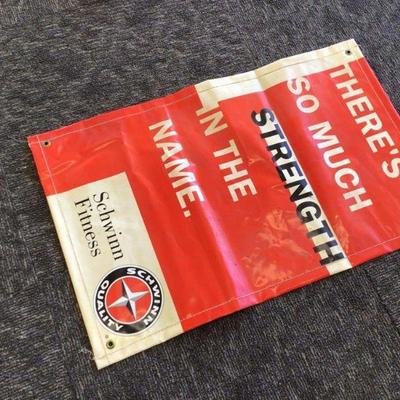 THERE'S
SO MUCH
STRENGTH
IN THE
NAME.
Schwinn
Fitness
SCHWINN
QUALITY
®